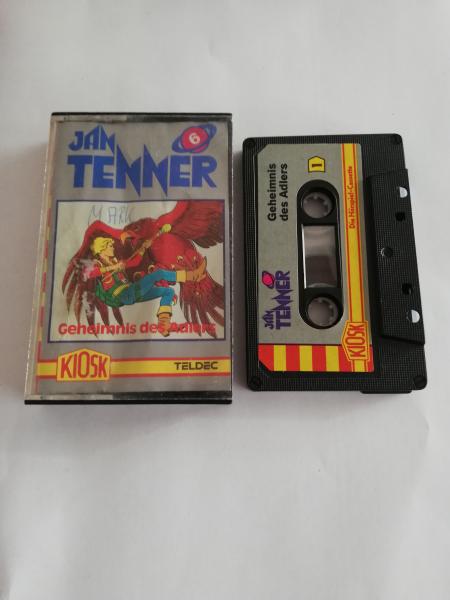 JAN
TENNER
6
MARK
Geheimnis des Adlers
KIOSK
TELDEC
Geheimnis
des Adlers
1
JAN
TENNER
Die Hörspiel-Cassette
KIOSK